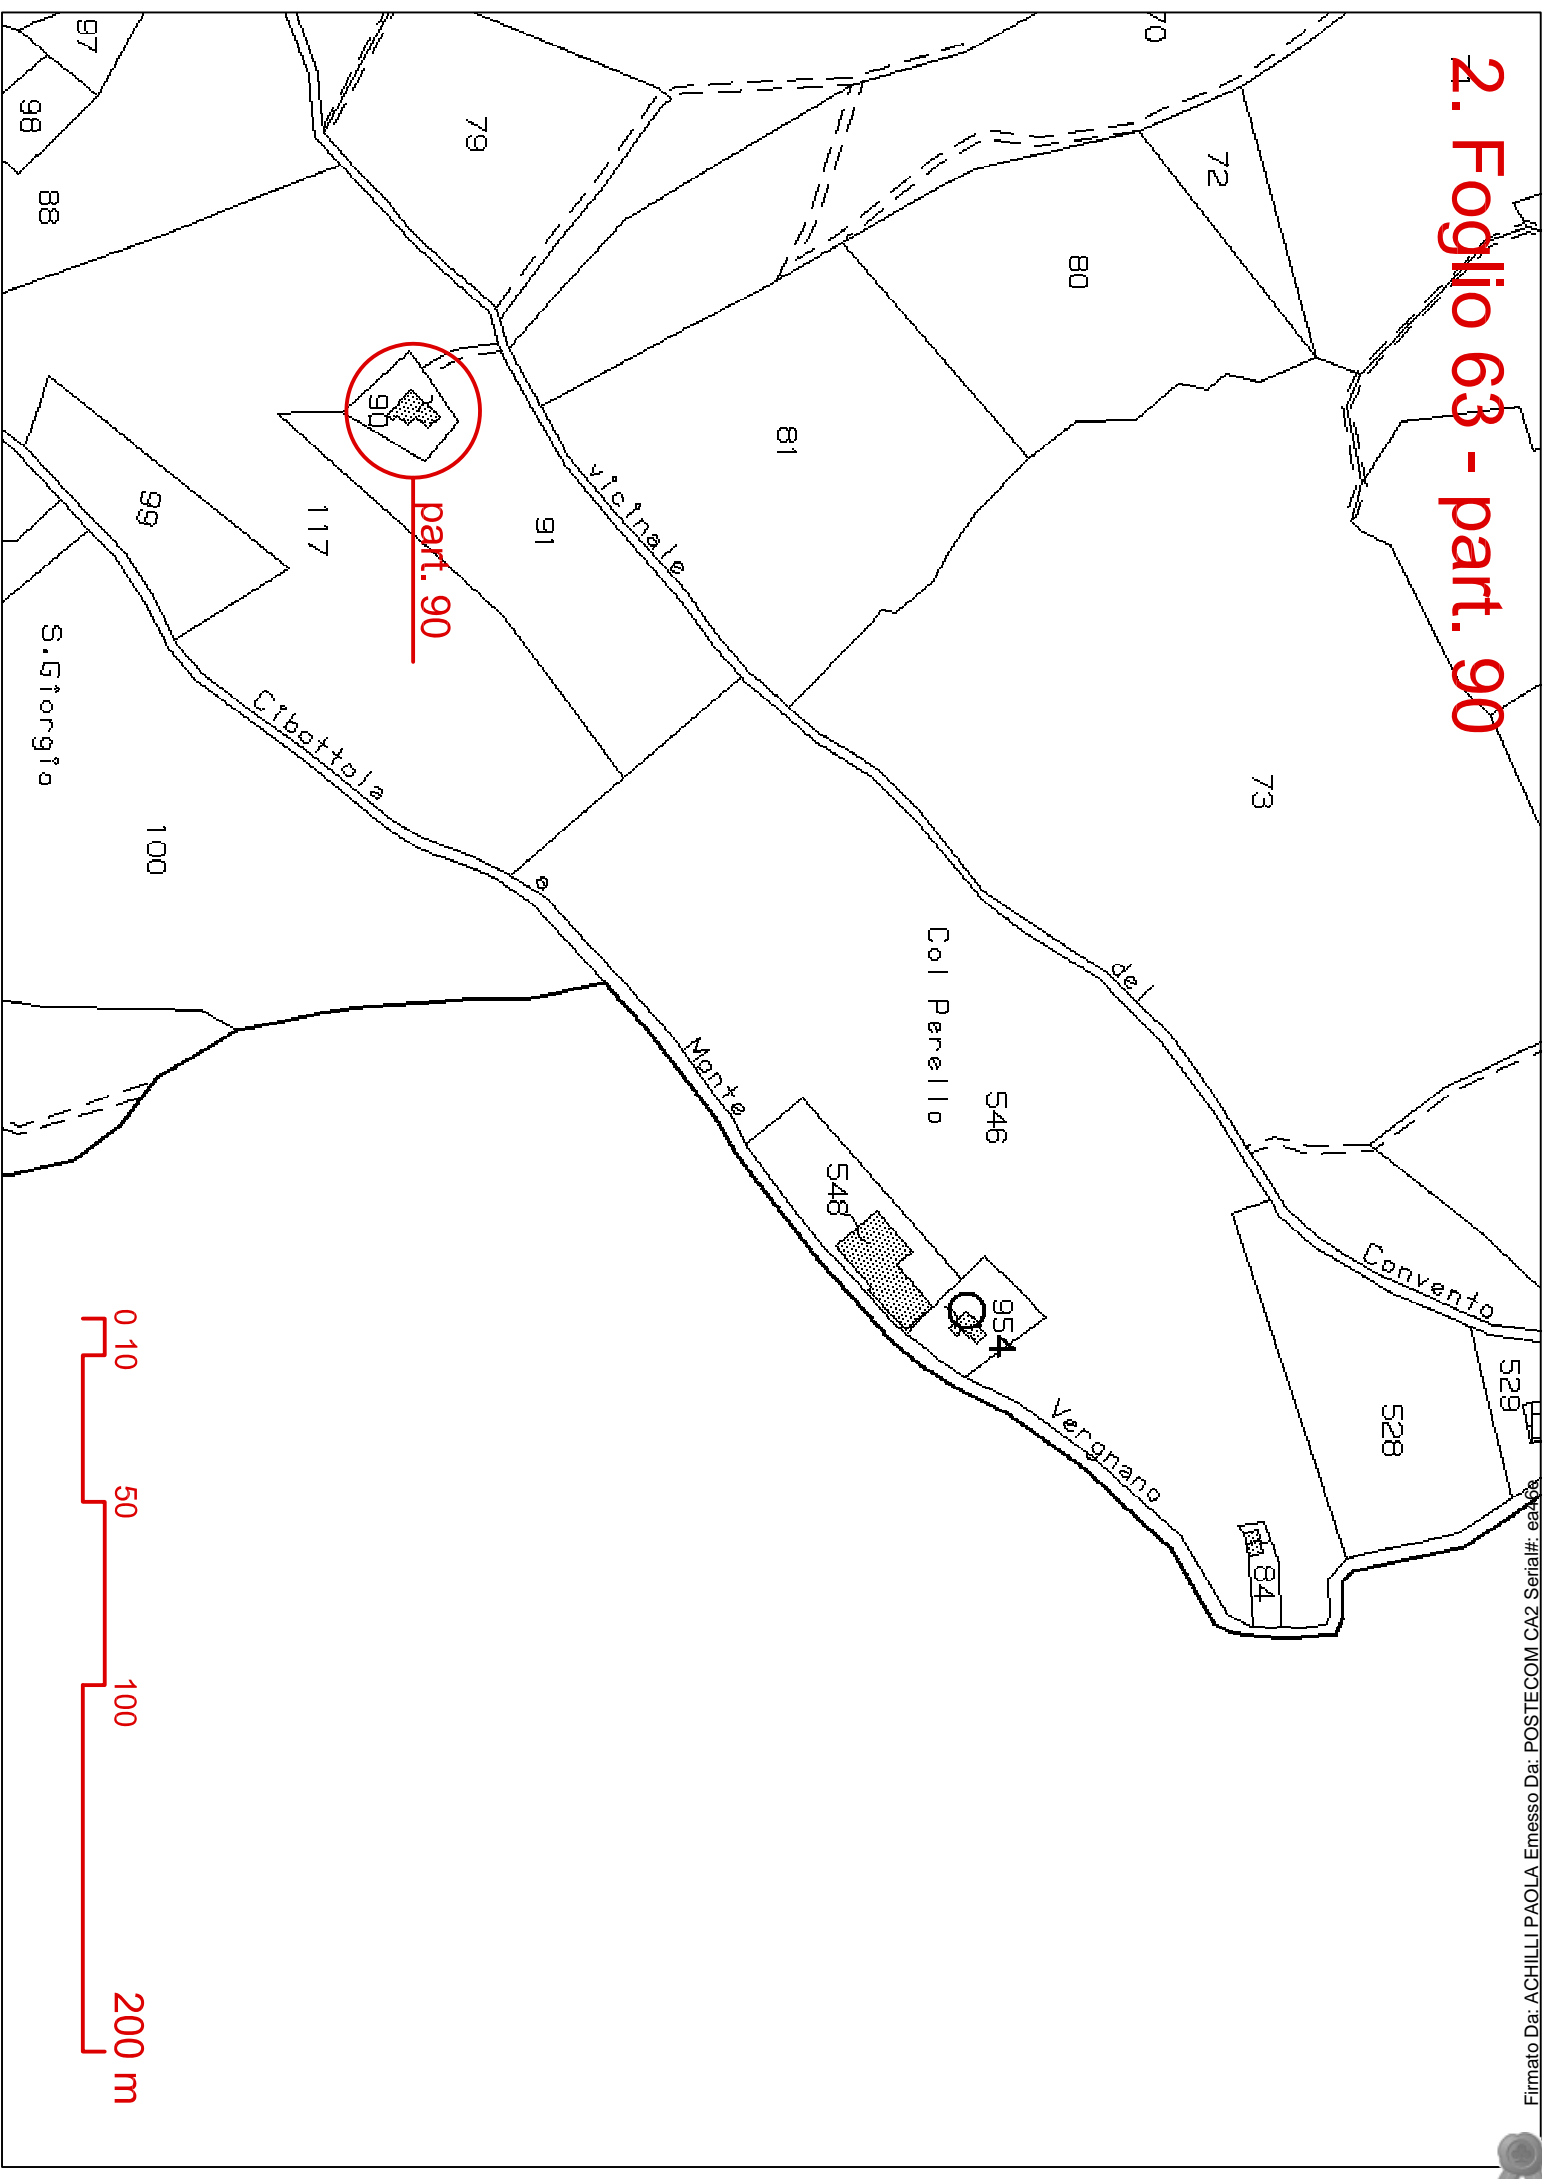 2. Foglio 63 - part. 90
Firmato Da: ACHILLI PAOLA Emesso Da: POSTECOM CA2 Serial#: ea46e
70
72
80
73
529
528
Convento
del
84
81
546
Col Perello
954
Vergnano
79
vicinale
91
548
Monte
a
part. 90
90
117
Cibottola
97
98
88
99
100
S.Giorgio
0 10 50 100 200 m